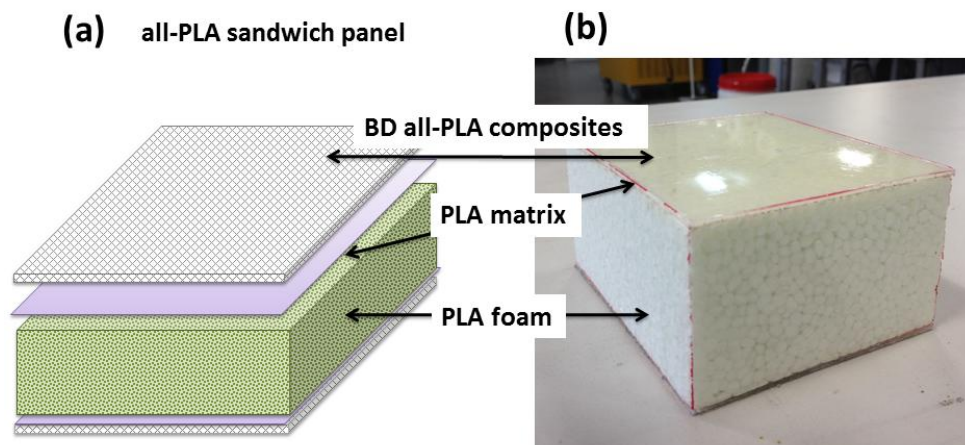 (a) all-PLA sandwich panel
(b)
BD all-PLA composites
PLA matrix
PLA foam